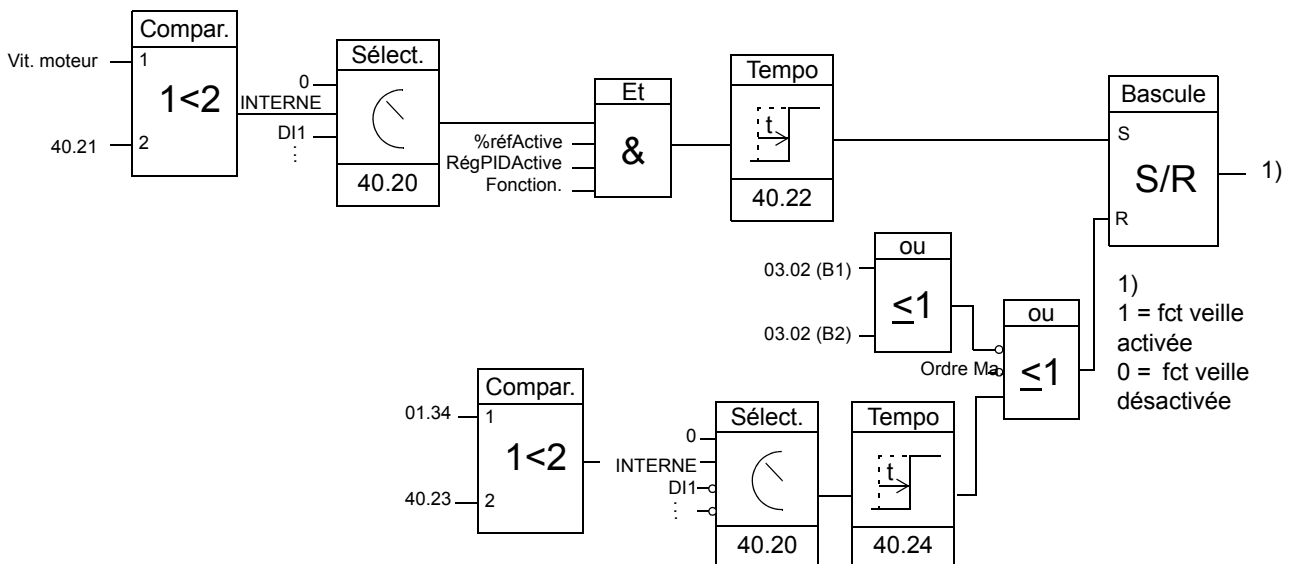 Compar.
Vit. moteur
1
1<2
40.21
2
Sélect.
0
INTERNE
DI1
:
40.20
Et
%réfActive
RégPIDActive
Fonction.
&
Tempo
t
40.22
Bascule
S
S/R
R
1)
ou
03.02 (B1)
≤1
03.02 (B2)
ou
Ordre Ma
≤1
1)
1 = fct veille
activée
0 = fct veille
désactivée
Compar.
01.34
1
1<2
40.23
2
Sélect.
0
INTERNE
DI1
:
40.20
Tempo
t
40.24